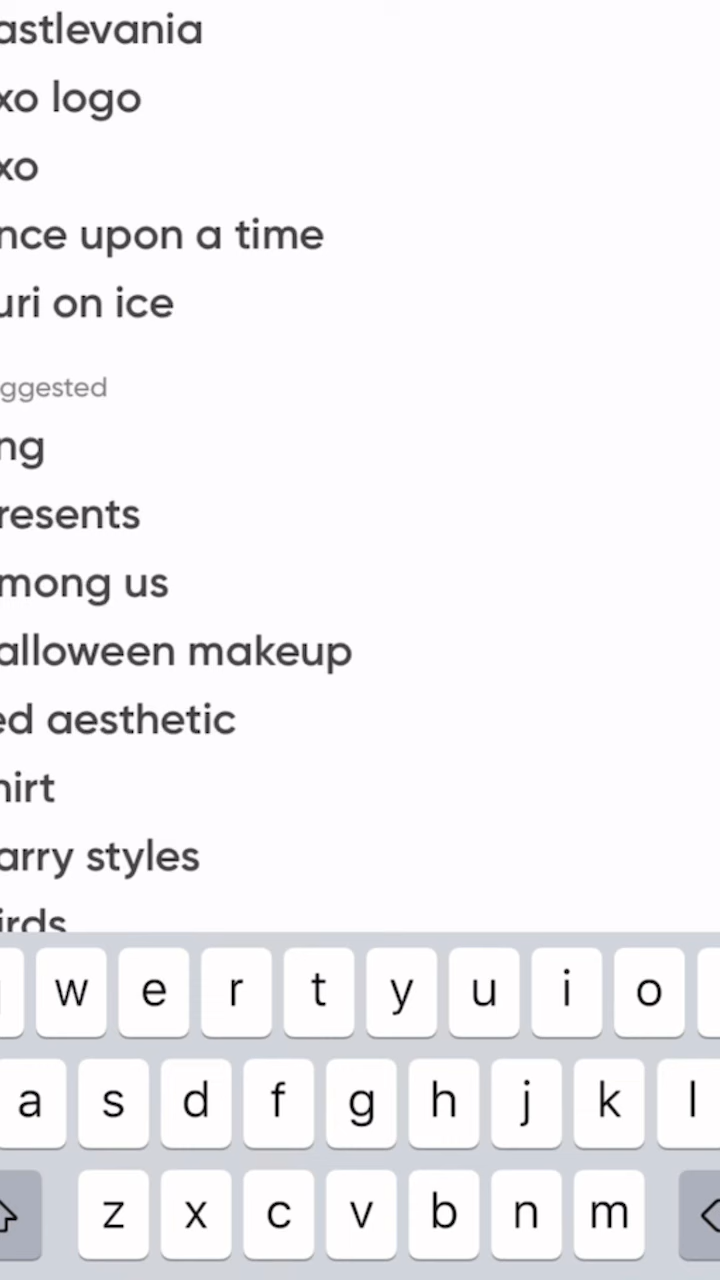 astlevania
xo logo
xo
nce upon a time
uri on ice
ggested
ng
resents
mong us
alloween makeup
ed aesthetic
hirt
arry styles
irds
w e r t y u i o
a s d f g h j k l
z x c v b n m